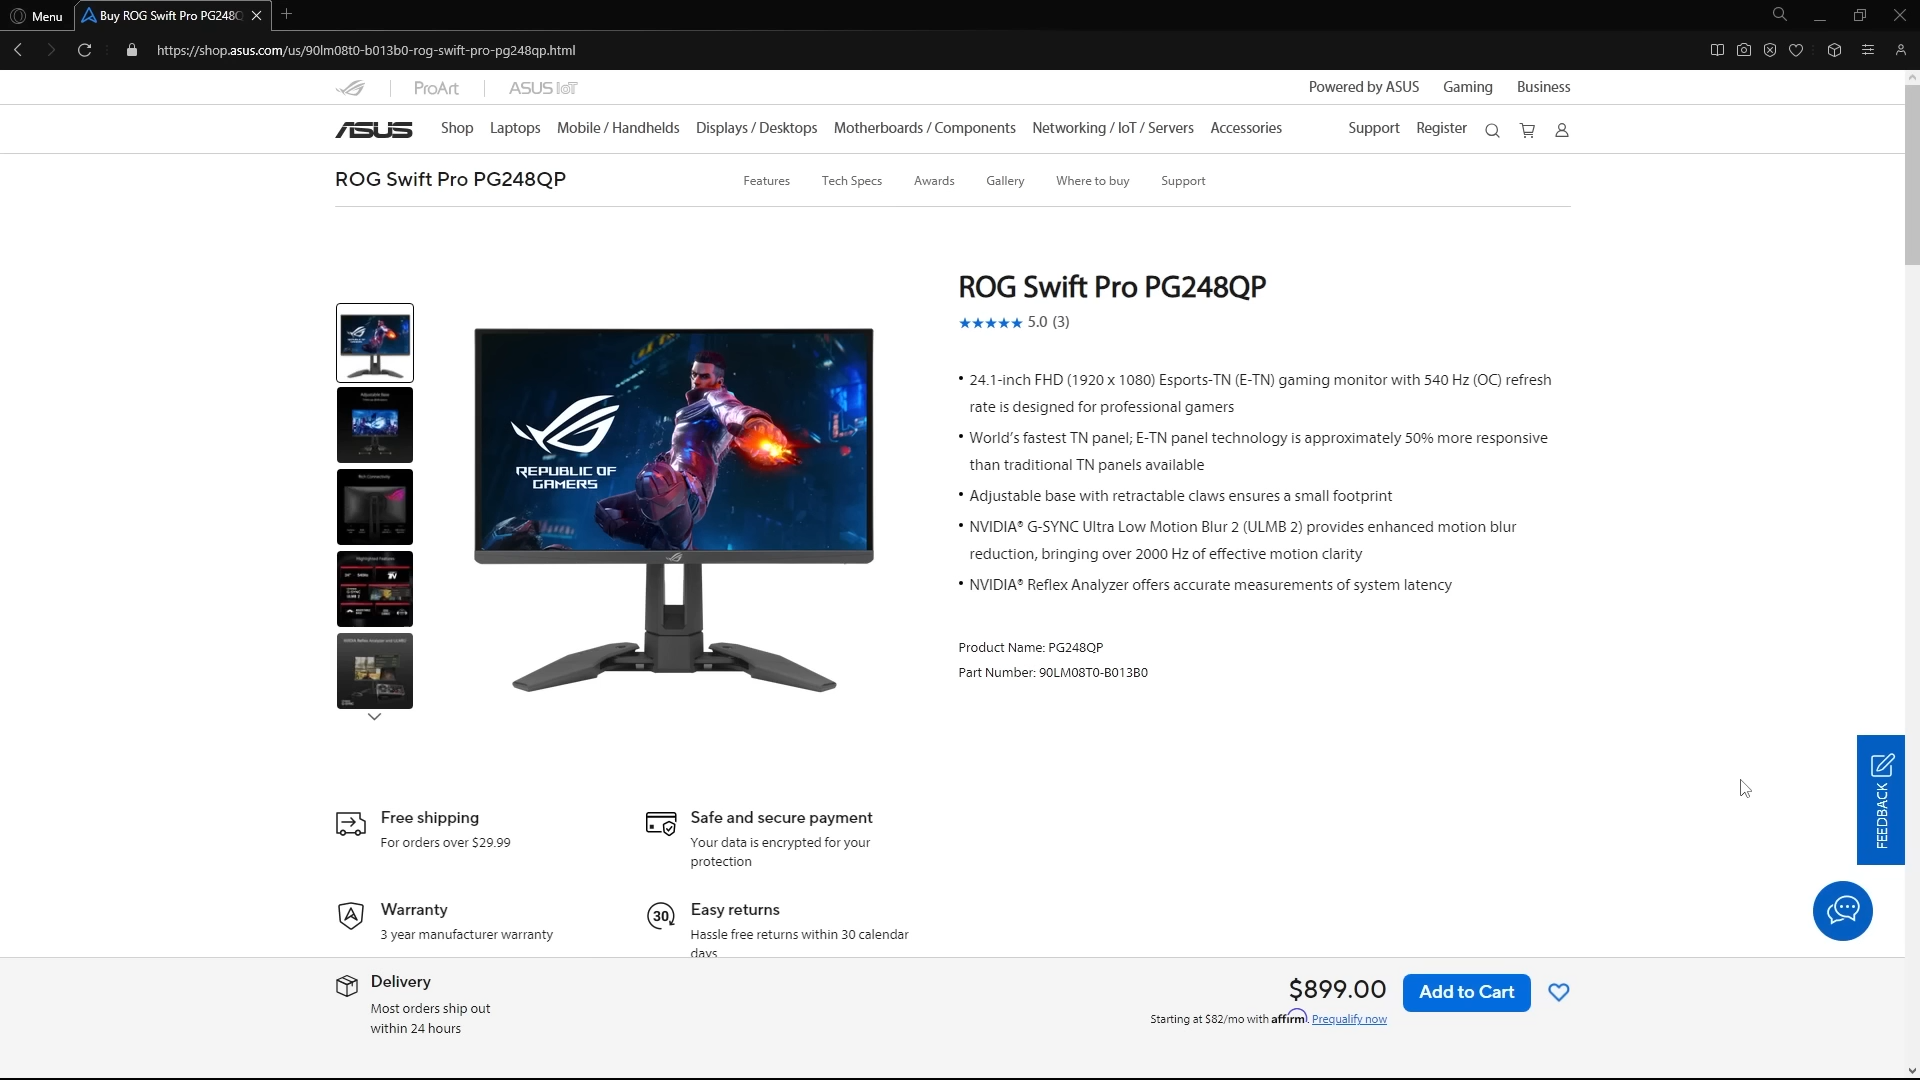 Menu
Buy ROG Swift Pro PG248Q
https://shop.asus.com/us/90lm08t0-b013b0-rog-swift-pro-pg248qp.html
ProArt
ASUS IoT
Powered by ASUS
Gaming
Business
ASUS
Shop
Laptops
Mobile / Handhelds
Displays / Desktops
Motherboards / Components
Networking / IoT / Servers
Accessories
Support
Register
ROG Swift Pro PG248QP
Features
Tech Specs
Awards
Gallery
Where to buy
Support
REPUBLIC OF
GAMERS
ROG Swift Pro PG248QP
5.0 (3)
• 24.1-inch FHD (1920 x 1080) Esports-TN (E-TN) gaming monitor with 540 Hz (OC) refresh
rate is designed for professional gamers
• World’s fastest TN panel; E-TN panel technology is approximately 50% more responsive
than traditional TN panels available
• Adjustable base with retractable claws ensures a small footprint
• NVIDIA® G-SYNC Ultra Low Motion Blur 2 (ULMB 2) provides enhanced motion blur
reduction, bringing over 2000 Hz of effective motion clarity
• NVIDIA® Reflex Analyzer offers accurate measurements of system latency
Product Name: PG248QP
Part Number: 90LM08T0-B013B0
FEEDBACK
Free shipping
For orders over $29.99
Safe and secure payment
Your data is encrypted for your
protection
Warranty
3 year manufacturer warranty
30
Easy returns
Hassle free returns within 30 calendar
days
Delivery
Most orders ship out
within 24 hours
$899.00
Add to Cart
Starting at $82/mo with affirm. Prequalify now